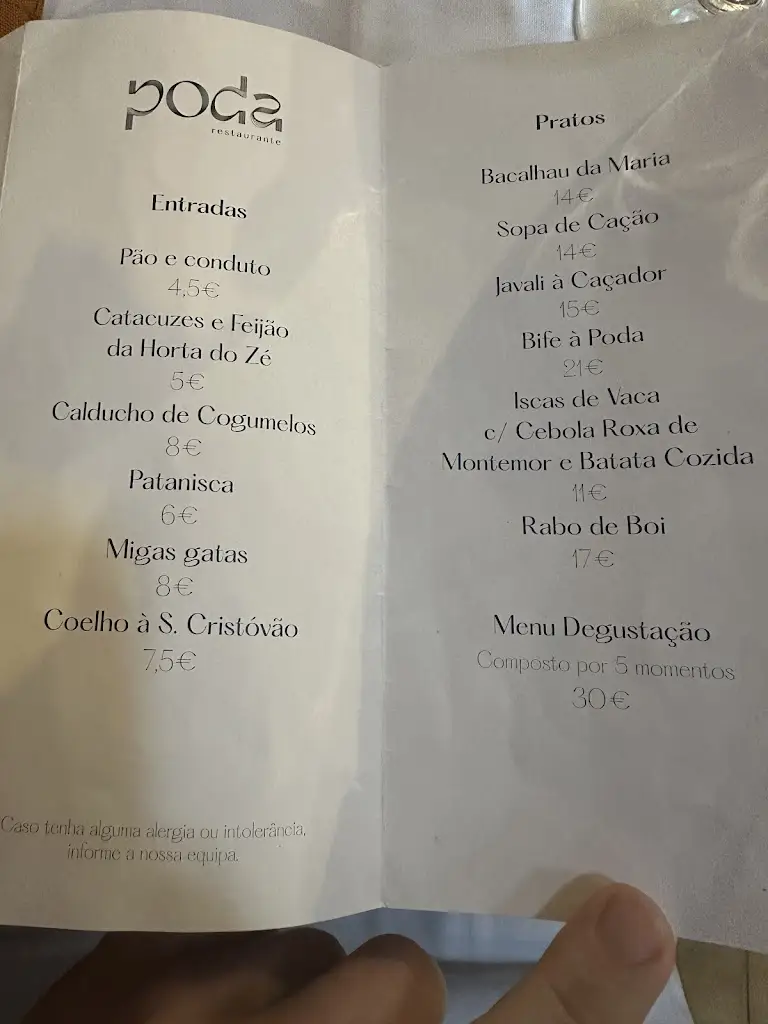 poda
restaurante
Entradas
Pão e conduto
4,5€
Catacuzes e Feijão
da Horta do Zé
5€
Calducho de Cogumelos
8€
Patanisca
6€
Migas gatas
8€
Coelho à S. Cristóvão
7,5€
Caso tenha alguma alergia ou intolerância,
informe a nossa equipa.
Pratos
Bacalhau da Maria
14€
Sopa de Cação
14€
Javali à Caçador
15€
Bife à Poda
21€
Iscas de Vaca
c/ Cebola Roxa de
Montemor e Batata Cozida
11€
Rabo de Boi
17€
Menu Degustação
Composto por 5 momentos
30€